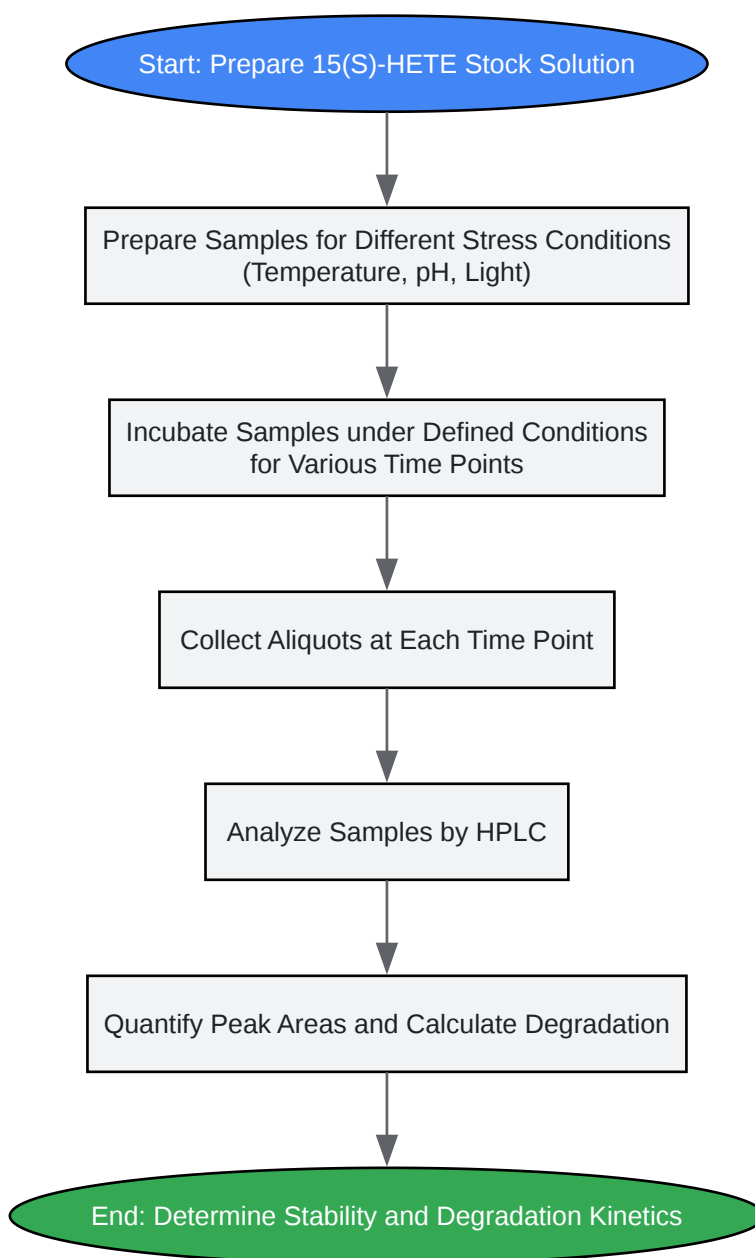 Start: Prepare 15(S)-HETE Stock Solution
Prepare Samples for Different Stress Conditions
(Temperature, pH, Light)
Incubate Samples under Defined Conditions
for Various Time Points
Collect Aliquots at Each Time Point
Analyze Samples by HPLC
Quantify Peak Areas and Calculate Degradation
End: Determine Stability and Degradation Kinetics